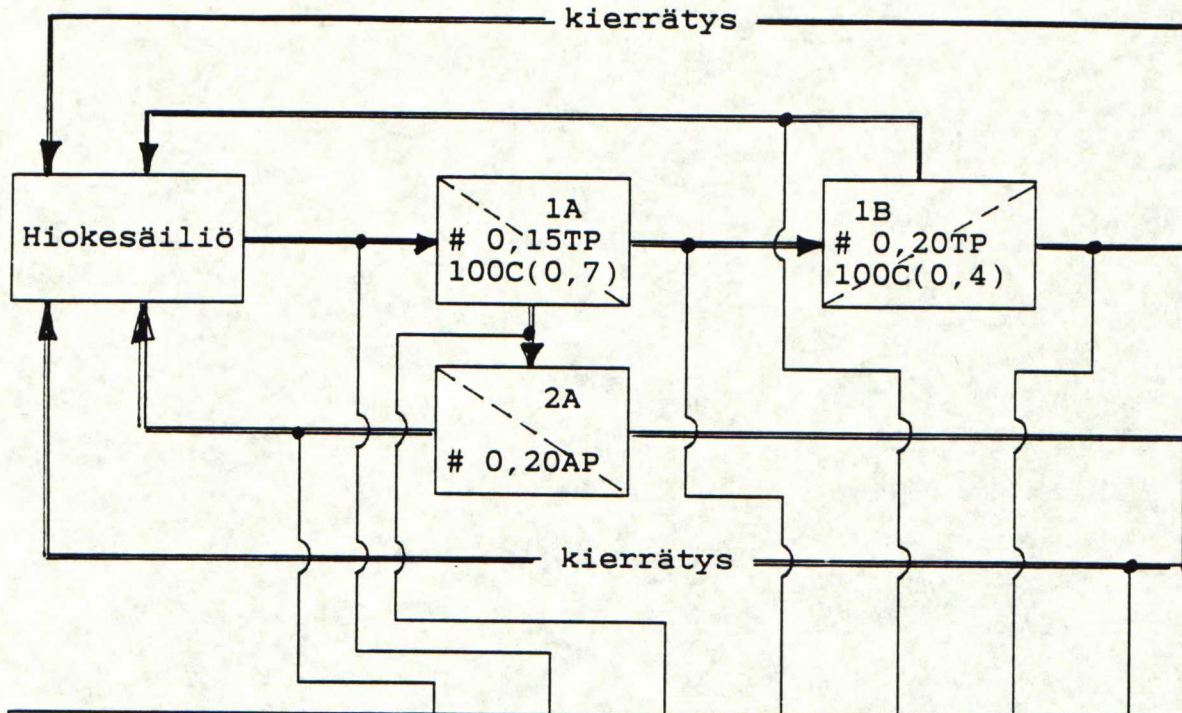 kierrätys
Hiokesäiliö
1A
# 0,15TP
100C(0,7)
1B
# 0,20TP
100C(0,4)
2A
# 0,20AP
kierrätys